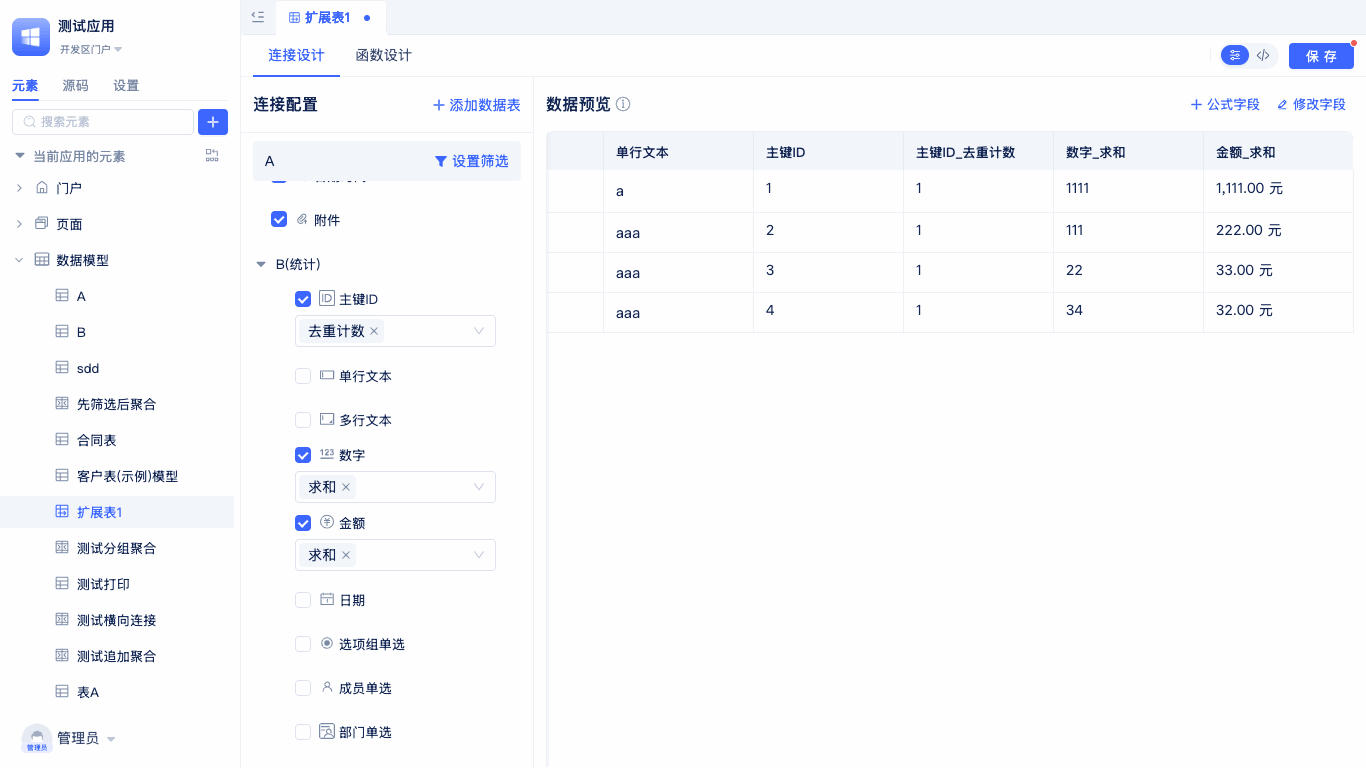 测试应用
开发区门户
元素
源码
设置
搜索元素
当前应用的元素
门户
页面
数据模型
A
B
sdd
先筛选后聚合
合同表
客户表(示例)模型
扩展表1
测试分组聚合
测试打印
测试横向连接
测试追加聚合
表A
管理员
管理员
扩展表1
连接设计
函数设计
保 存
连接配置
添加数据表
A
设置筛选
附件
B(统计)
主键ID
去重计数
单行文本
多行文本
123 数字
求和
金额
求和
日期
选项组单选
成员单选
部门单选
数据预览
公式字段
修改字段
单行文本 主键ID 主键ID_去重计数 数字_求和 金额_求和
a 1 1 1111 1,111.00 元
aaa 2 1 111 222.00 元
aaa 3 1 22 33.00 元
aaa 4 1 34 32.00 元